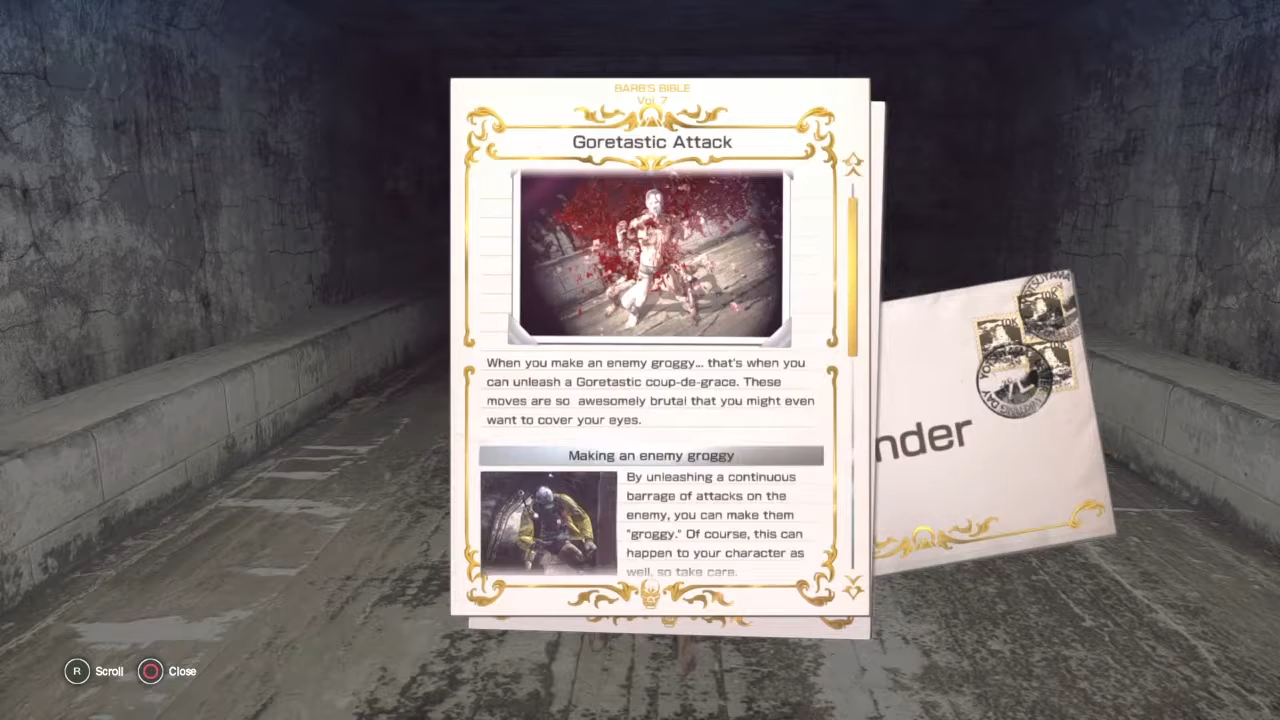 BARB'S BIBLE
Vol. 7
Goretastic Attack
When you make an enemy groggy... that's when you
can unleash a Goretastic coup-de-grace. These
moves are so awesomely brutal that you might even
want to cover your eyes.
Making an enemy groggy
By unleashing a continuous
barrage of attacks on the
enemy, you can make them
"groggy." Of course, this can
happen to your character as
well, so take care.
nder
R Scroll
Close